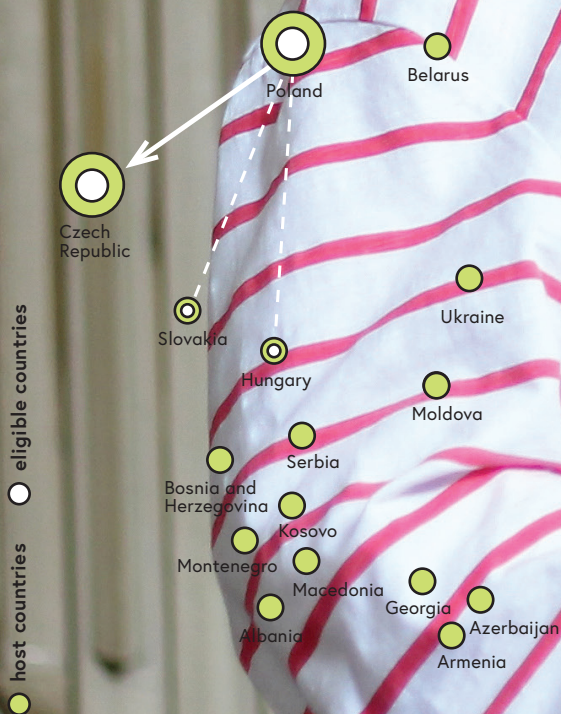 Poland
Belarus
Czech
Republic
Slovakia
Ukraine
Hungary
Moldova
Serbia
Bosnia and
Herzegovina
Kosovo
Montenegro
Macedonia
Georgia
Azerbaijan
Albania
Armenia
eligible countries
host countries